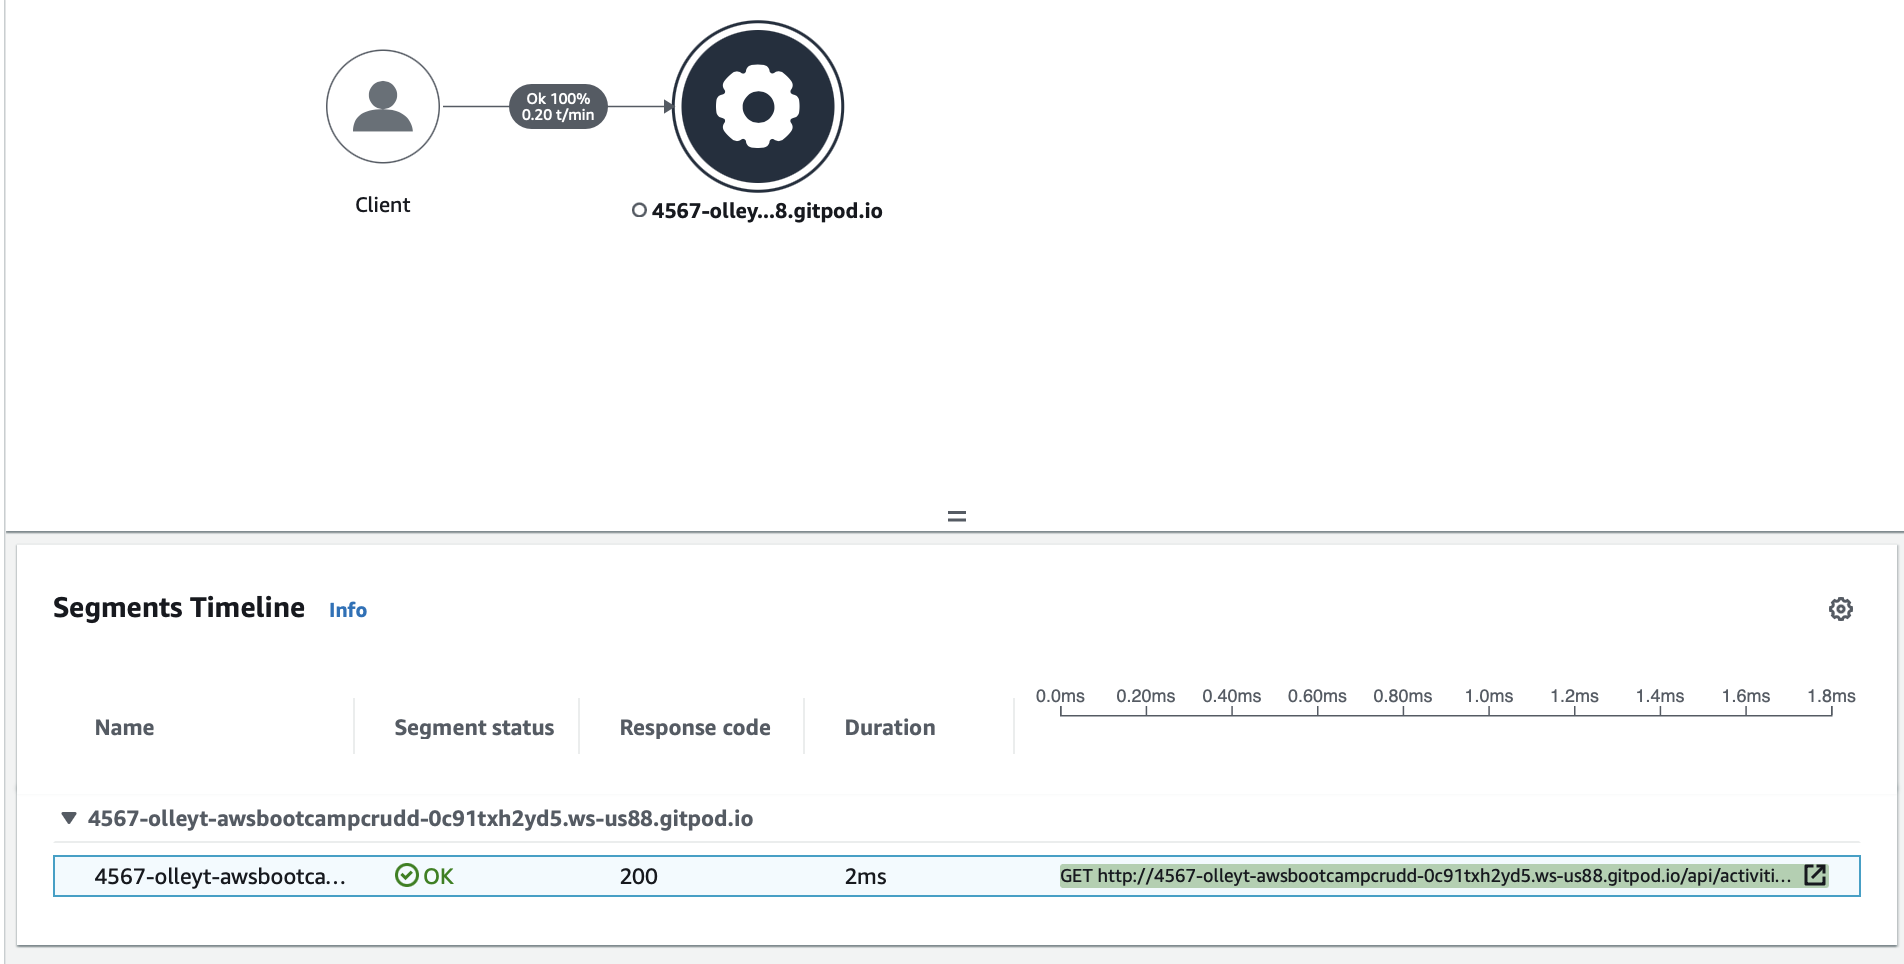 Ok 100%
0.20 t/min
Client
4567-olley...8.gitpod.io
Segments Timeline Info
0.0ms 0.20ms 0.40ms 0.60ms 0.80ms 1.0ms 1.2ms 1.4ms 1.6ms 1.8ms
Name Segment status Response code Duration
4567-olleyt-awsbootcampcrudd-0c91txh2yd5.ws-us88.gitpod.io
4567-olleyt-awsbootca... OK 200 2ms GET http://4567-olleyt-awsbootcampcrudd-0c91txh2yd5.ws-us88.gitpod.io/api/activiti...